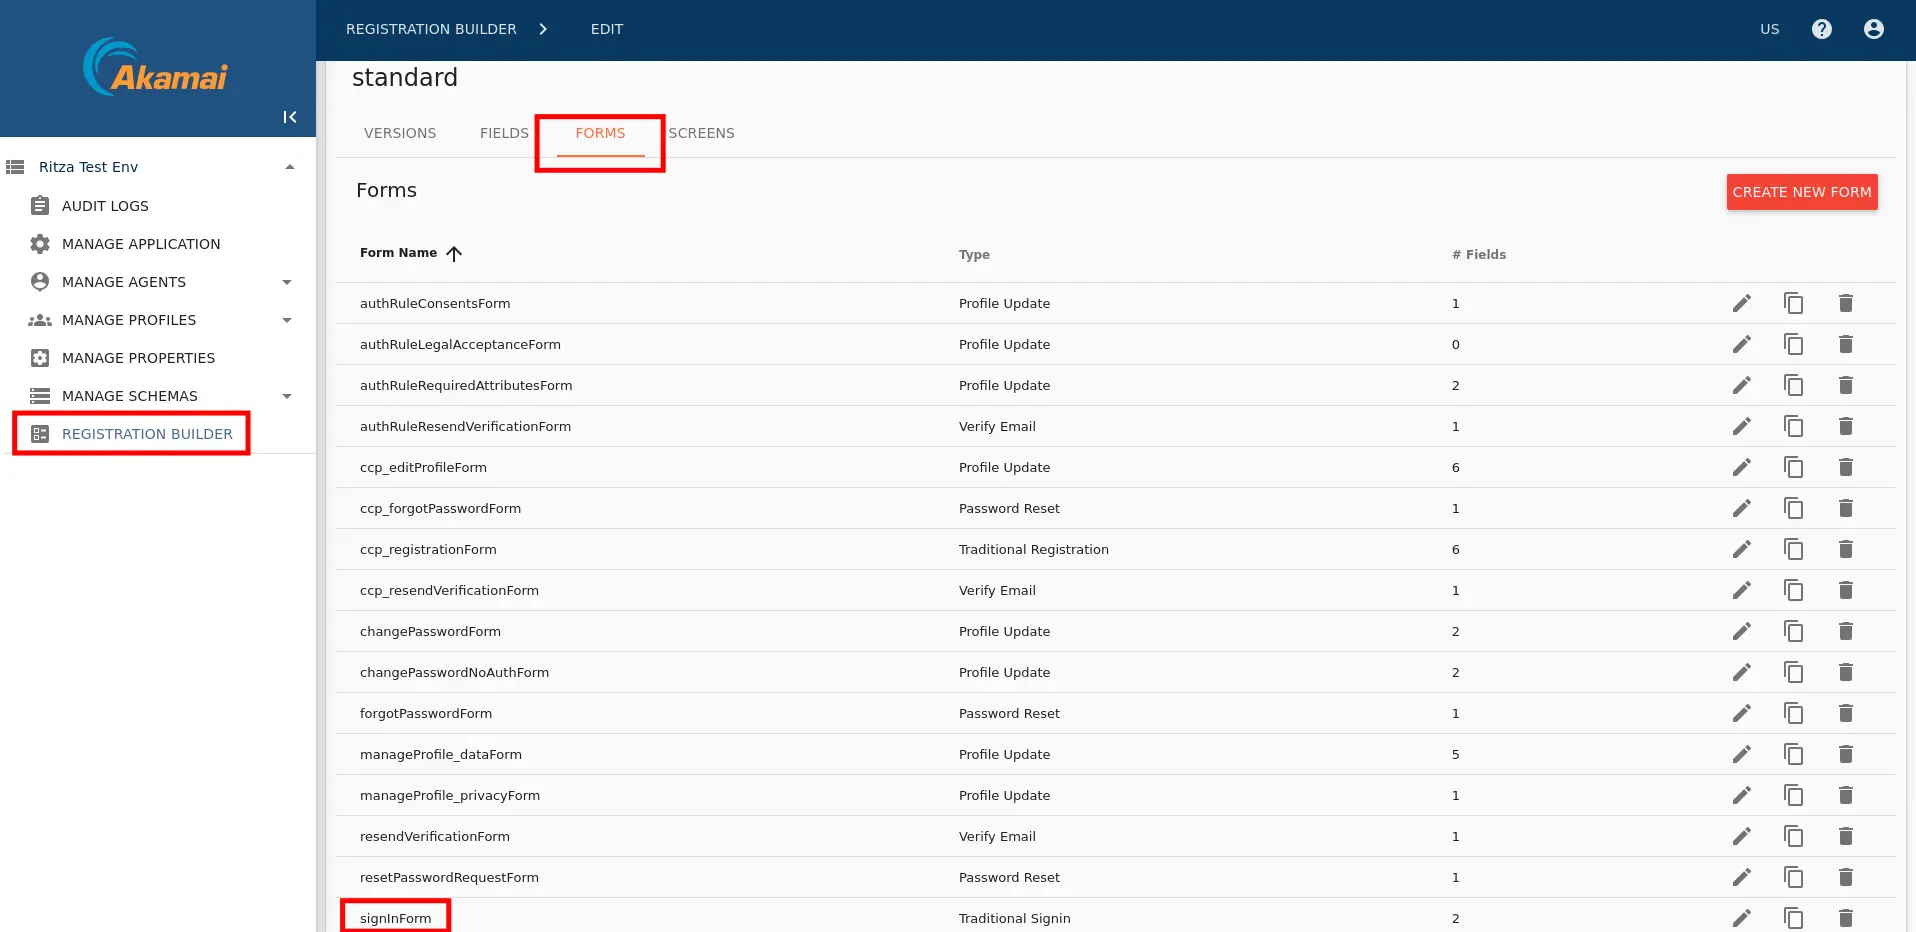 Akamai
REGISTRATION BUILDER EDIT US
standard
VERSIONS FIELDS FORMS SCREENS
Ritza Test Env
AUDIT LOGS
MANAGE APPLICATION
MANAGE AGENTS
MANAGE PROFILES
MANAGE PROPERTIES
MANAGE SCHEMAS
REGISTRATION BUILDER
Forms
CREATE NEW FORM
Form Name Type # Fields
authRuleConsentsForm Profile Update 1
authRuleLegalAcceptanceForm Profile Update 0
authRuleRequiredAttributesForm Profile Update 2
authRuleResendVerificationForm Verify Email 1
ccp_editProfileForm Profile Update 6
ccp_forgotPasswordForm Password Reset 1
ccp_registrationForm Traditional Registration 6
ccp_resendVerificationForm Verify Email 1
changePasswordForm Profile Update 2
changePasswordNoAuthForm Profile Update 2
forgotPasswordForm Password Reset 1
manageProfile_dataForm Profile Update 5
manageProfile_privacyForm Profile Update 1
resendVerificationForm Verify Email 1
resetPasswordRequestForm Password Reset 1
signInForm Traditional Signin 2